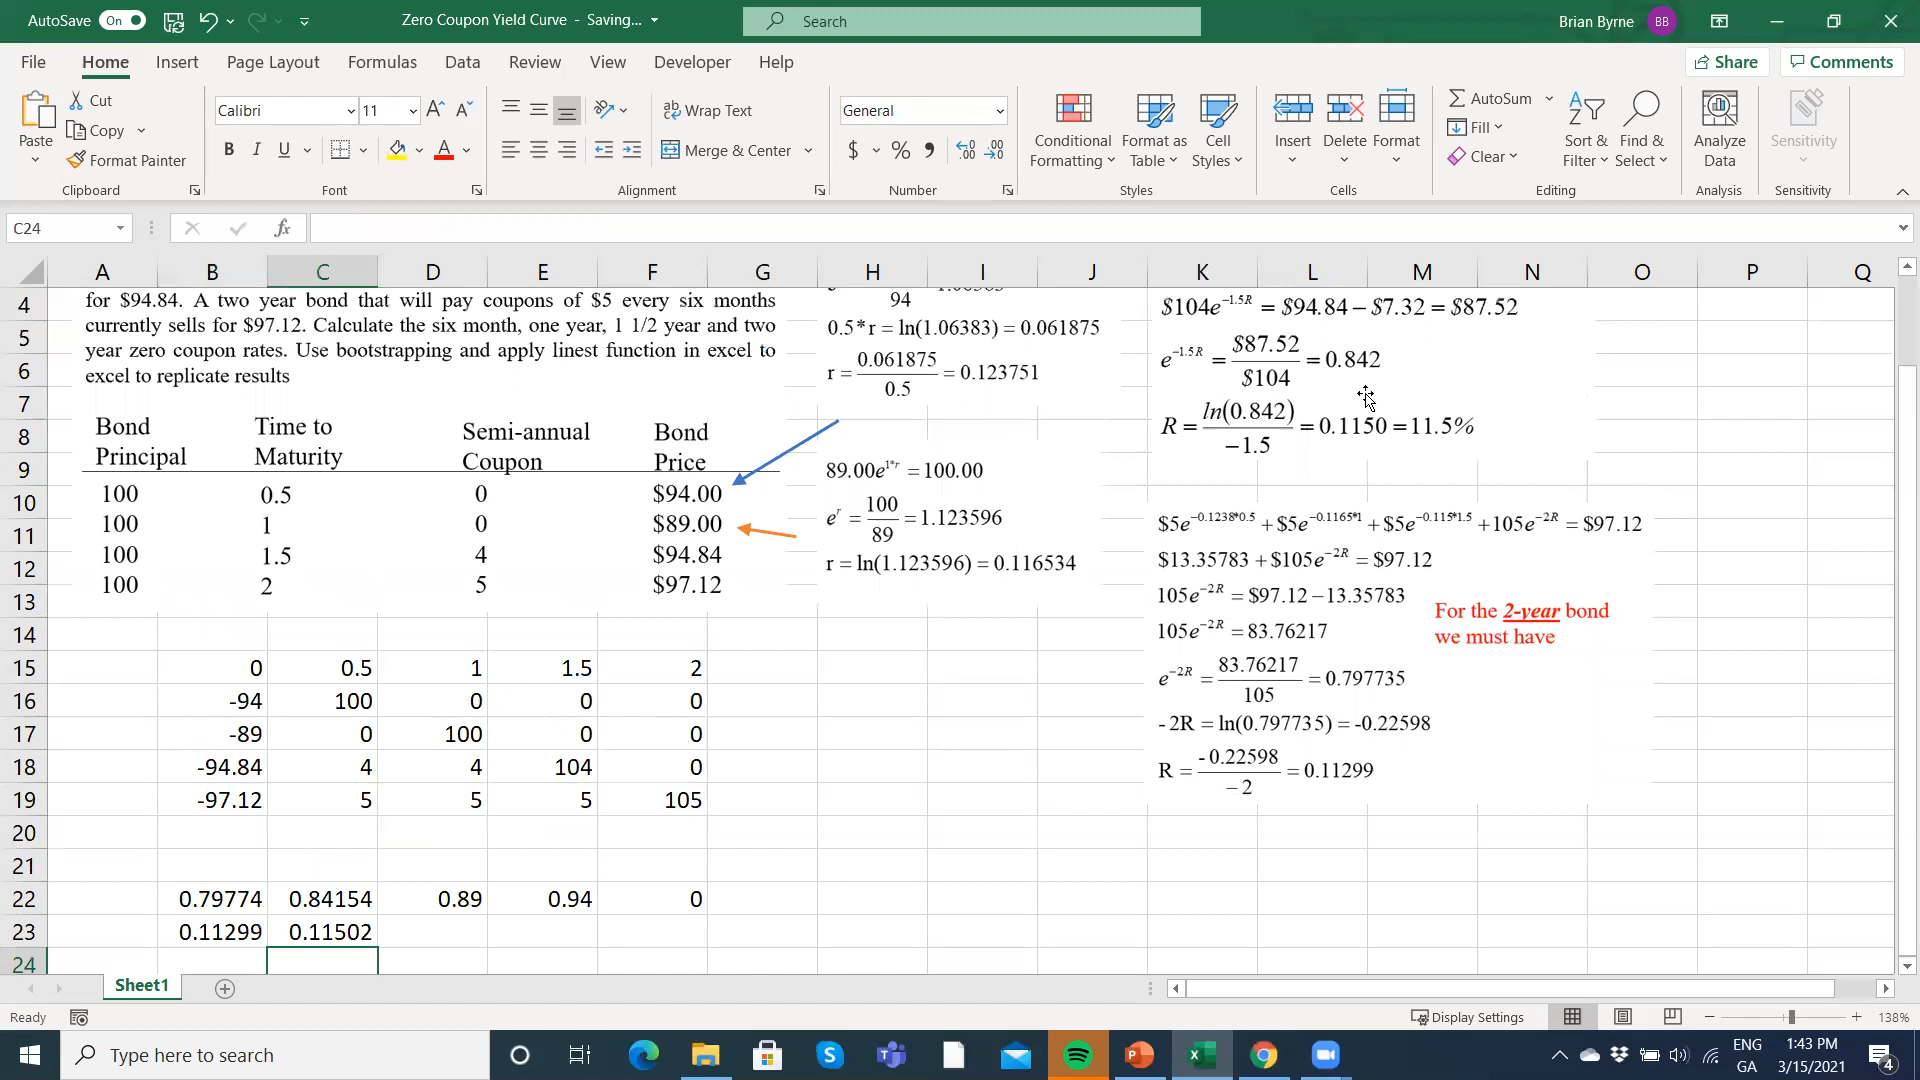 AutoSave On
Zero Coupon Yield Curve - Saving...
Search
Brian Byrne BB
File Home Insert Page Layout Formulas Data Review View Developer Help
Share Comments
Paste
Cut
Copy
Format Painter
Clipboard
Calibri 11
B I U
Font
Wrap Text
Merge & Center
Alignment
General
$ % 9
Number
Conditional Formatting
Format as Table
Cell Styles
Styles
Insert Delete Format
Cells
AutoSum
Fill
Clear
Sort & Filter
Find & Select
Editing
Analyze Data
Analysis
Sensitivity
Sensitivity
C24
fx
A B C D E F G H I J K L M N O P Q
4
5
6
7
8
9
10
11
12
13
14
15
16
17
18
19
20
21
22
23
24
for $94.84. A two year bond that will pay coupons of $5 every six months
currently sells for $97.12. Calculate the six month, one year, 1 1/2 year and two
year zero coupon rates. Use bootstrapping and apply linest function in excel to
excel to replicate results
Bond Principal Time to Maturity Semi-annual Coupon Bond Price
100 0.5 0 $94.00
100 1 0 $89.00
100 1.5 4 $94.84
100 2 5 $97.12
0 0.5 1 1.5 2
-94 100 0 0 0
-89 0 100 0 0
-94.84 4 4 104 0
-97.12 5 5 5 105
0.79774 0.84154 0.89 0.94 0
0.11299 0.11502
94
0.5*r = ln(1.06383) = 0.061875
r = 0.061875 / 0.5 = 0.123751
89.00e^{1*r} = 100.00
e^r = 100 / 89 = 1.123596
r = ln(1.123596) = 0.116534
$104e^{-1.5R} = $94.84 − $7.32 = $87.52
e^{-1.5R} = $87.52 / $104 = 0.842
R = ln(0.842) / −1.5 = 0.1150 = 11.5%
$5e^{-0.1238*0.5} + $5e^{-0.1165*1} + $5e^{-0.115*1.5} + 105e^{-2R} = $97.12
$13.35783 + $105e^{-2R} = $97.12
105e^{-2R} = $97.12 − 13.35783
105e^{-2R} = 83.76217
e^{-2R} = 83.76217 / 105 = 0.797735
- 2R = ln(0.797735) = -0.22598
R = - 0.22598 / − 2 = 0.11299
For the 2-year bond
we must have
Sheet1
Ready
Display Settings
138%
Type here to search
ENG
GA
1:43 PM
3/15/2021
4